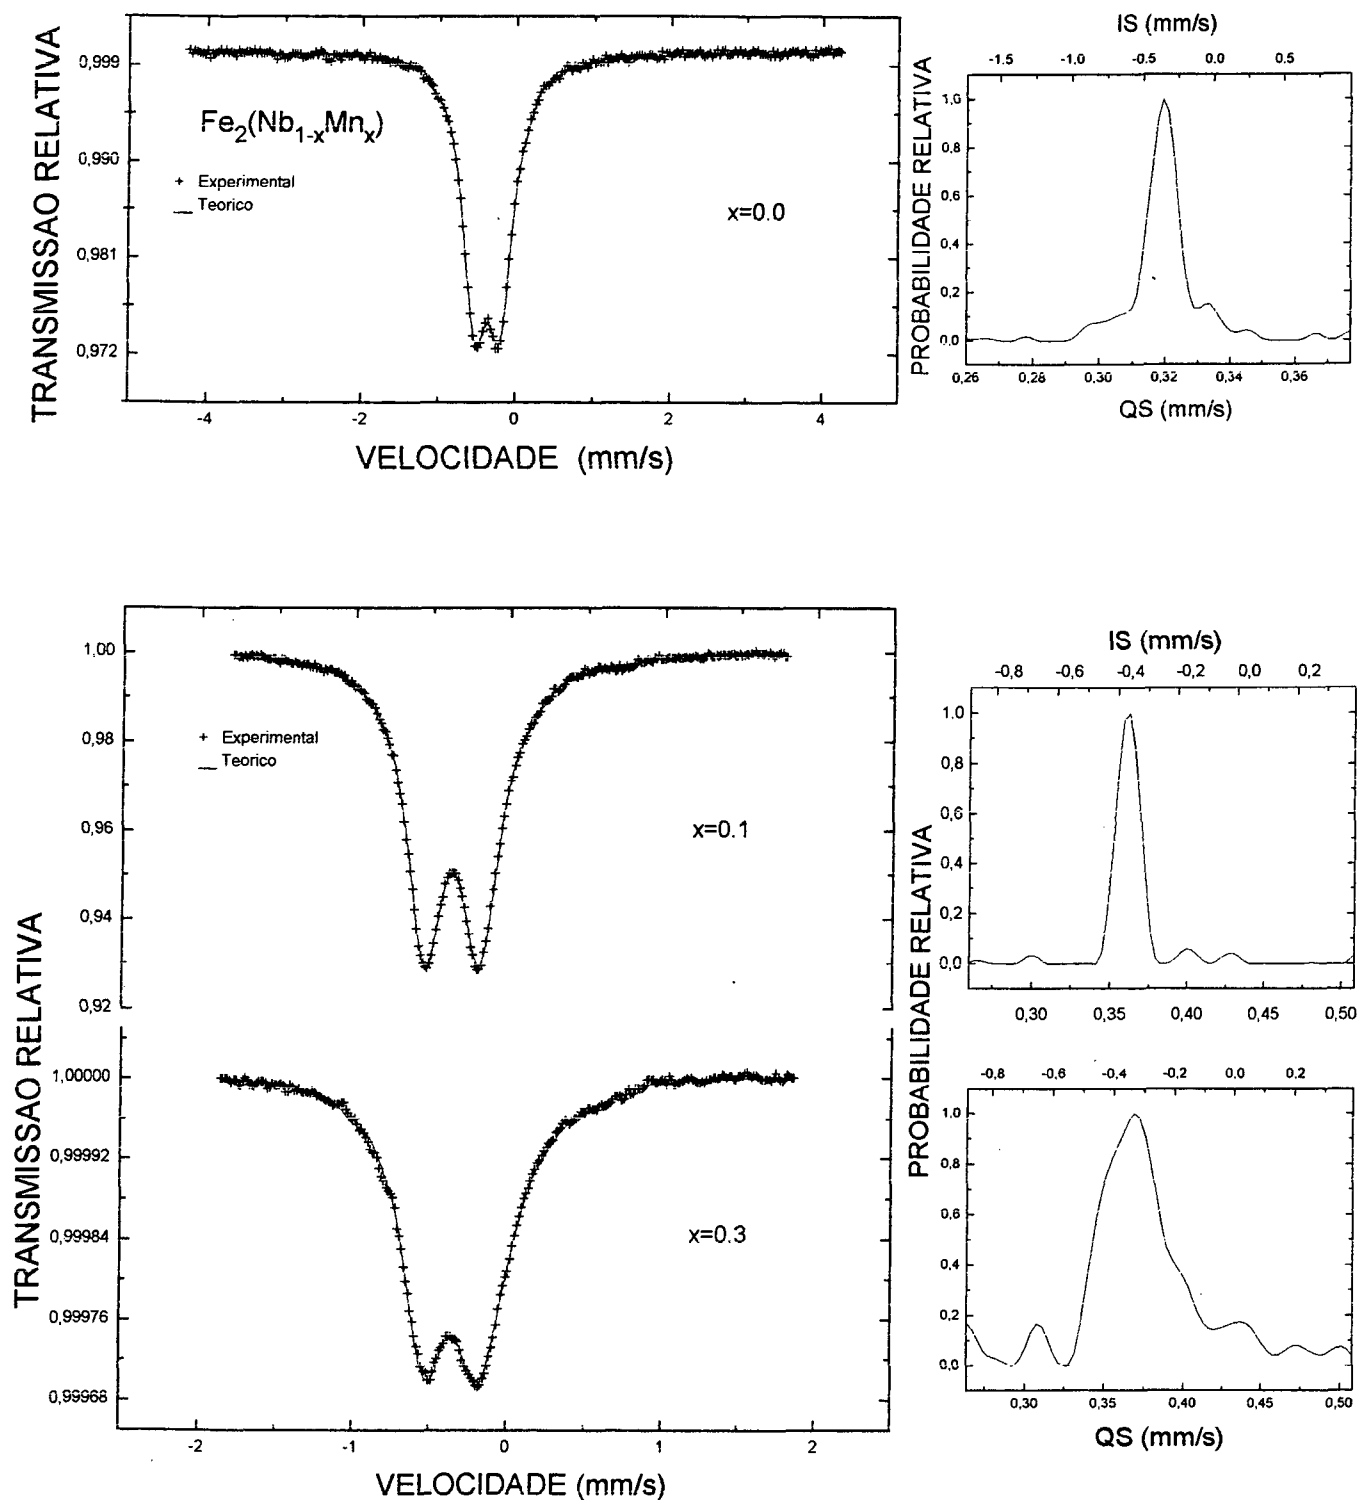 TRANSMISSAO RELATIVA
0,999
0,990
0,981
0,972
Fe2(Nb1-xMnx)
+ Experimental
— Teorico
x=0.0
-4 -2 0 2 4
VELOCIDADE (mm/s)
IS (mm/s)
-1,5 -1,0 -0,5 0,0 0,5
PROBABILIDADE RELATIVA
1,0
0,8
0,6
0,4
0,2
0,0
0,26 0,28 0,30 0,32 0,34 0,36
QS (mm/s)
TRANSMISSAO RELATIVA
1,00
0,98
0,96
0,94
0,92
+ Experimental
— Teorico
x=0.1
1,00000
0,99992
0,99984
0,99976
0,99968
x=0.3
-2 -1 0 1 2
VELOCIDADE (mm/s)
IS (mm/s)
-0,8 -0,6 -0,4 -0,2 0,0 0,2
PROBABILIDADE RELATIVA
1,0
0,8
0,6
0,4
0,2
0,0
0,30 0,35 0,40 0,45 0,50
-0,8 -0,6 -0,4 -0,2 0,0 0,2
PROBABILIDADE RELATIVA
1,0
0,8
0,6
0,4
0,2
0,0
0,30 0,35 0,40 0,45 0,50
QS (mm/s)